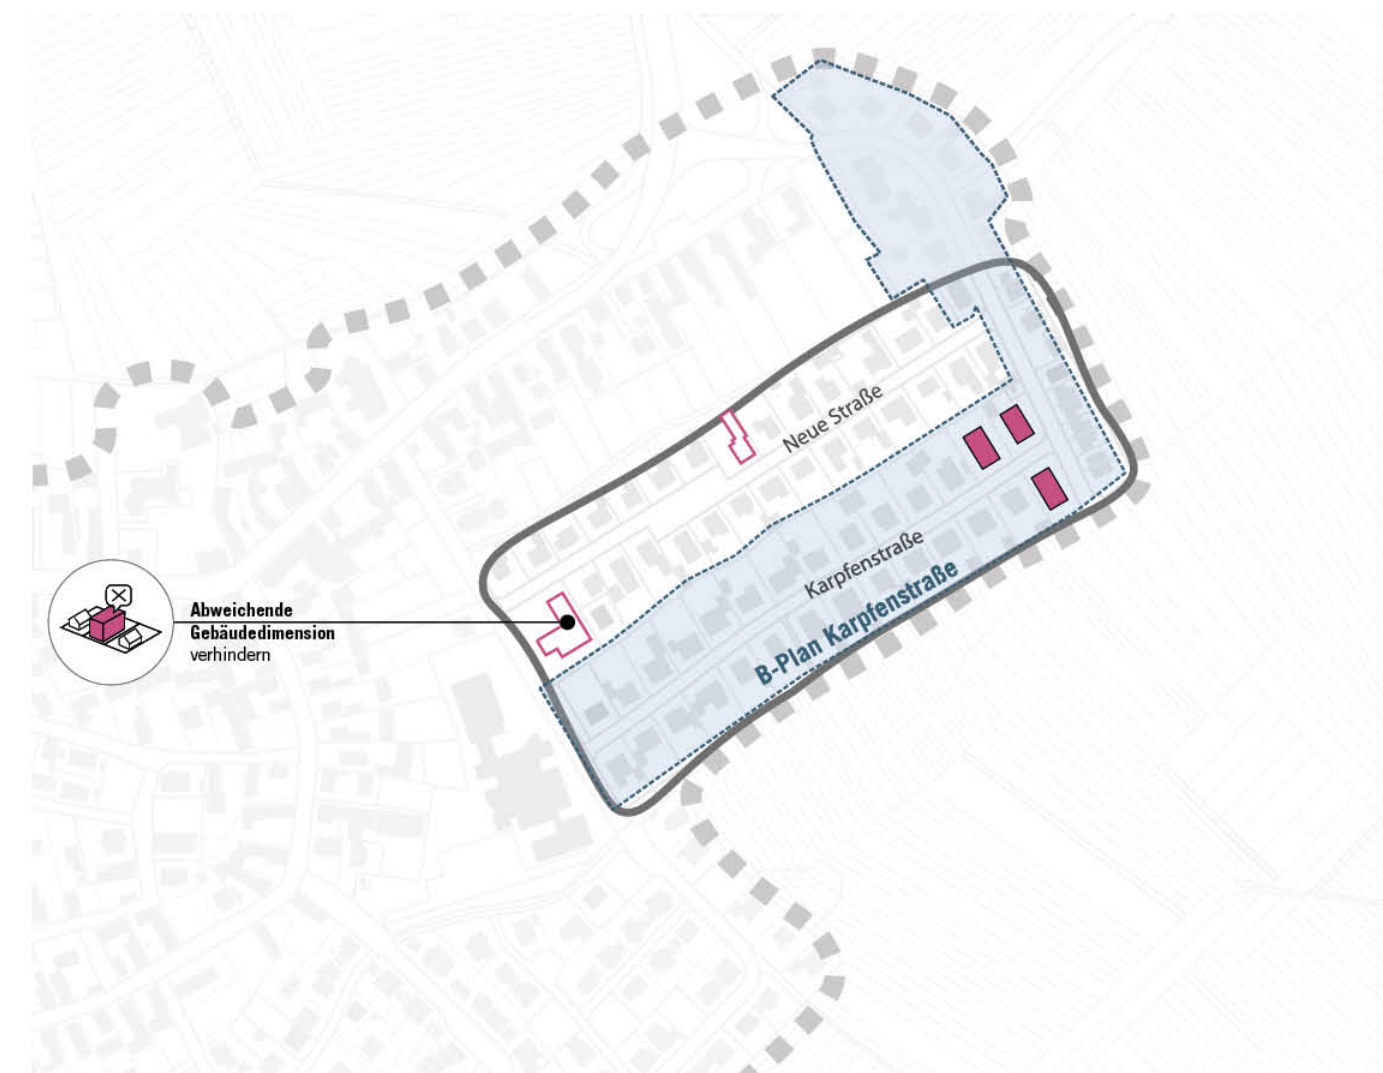 Neue Straße
Karpfenstraße
B-Plan Karpfenstraße
Abweichende
Gebäudedimension
verhindern